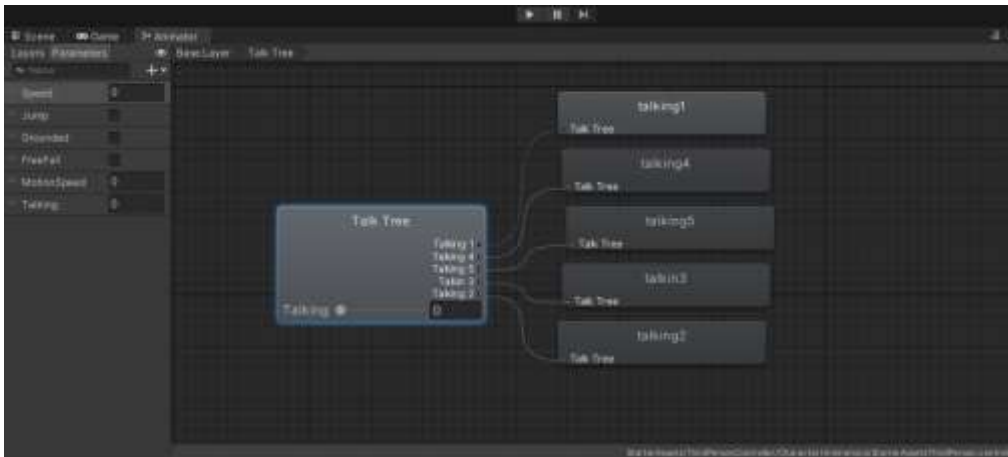 Scene Game Animator
Layers Parameters Base Layer Talk Tree
Name
Speed 0
Jump
Grounded
FreeFall
MotionSpeed 0
Talking 0
Talk Tree
Talking 1
Talking 4
Talking 5
Talkin 3
Talking 2
Talking 0
talking1
Talk Tree
talking4
Talk Tree
talking5
Talk Tree
talkin3
Talk Tree
talking2
Talk Tree